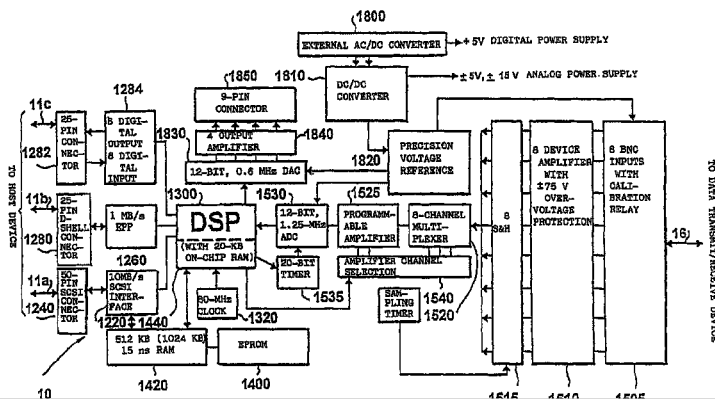 1800
EXTERNAL AC/DC CONVERTER
+5V DIGITAL POWER SUPPLY
1810
DC/DC
CONVERTER
±5V, ± 15V ANALOG POWER SUPPLY
1850
9-PIN
CONNECTOR
4 OUTPUT
AMPLIFIER
1840
1830
12-BIT, 0.6 MHz DAC
1820
PRECISION
VOLTAGE
REFERENCE
1284
11c
25-
PIN
CON-
NEC-
TOR
1282
8 DIGI-
TAL
OUTPUT
8 DIGI-
TAL
INPUT
TO HOST DEVICE
11b
25-
PIN
D-
SHELL
CON-
NEC-
TOR
1280
1 MB/s
EPP
1300
DSP
(WITH 20-KB
ON-CHIP RAM)
1530
12-BIT,
1.25-MHz
ADC
1525
PROGRAMM-
ABLE
AMPLIFIER
8-CHANNEL
MULTI-
PLEXER
20-BIT
TIMER
1535
AMPLIFIER CHANNEL
SELECTION
1540
1520
SAM-
PLING
TIMER
11a
50-
PIN
SCSI
CON-
NEC-
TOR
1240
1260
10MB/s
SCSI
INTER-
FACE
1220
1440
80-MHz
CLOCK
1320
512 KB (1024 KB)
15 ns RAM
1420
EPROM
1400
10
8
S&H
1515
8 DEVICE
AMPLIFIER
WITH
±75 V
OVER-
VOLTAGE
PROTECTION
1510
8 BNC
INPUTS
WITH
CALI-
BRATION
RELAY
1505
16
TO DATA TRANSMIT/RECEIVE DEVICE